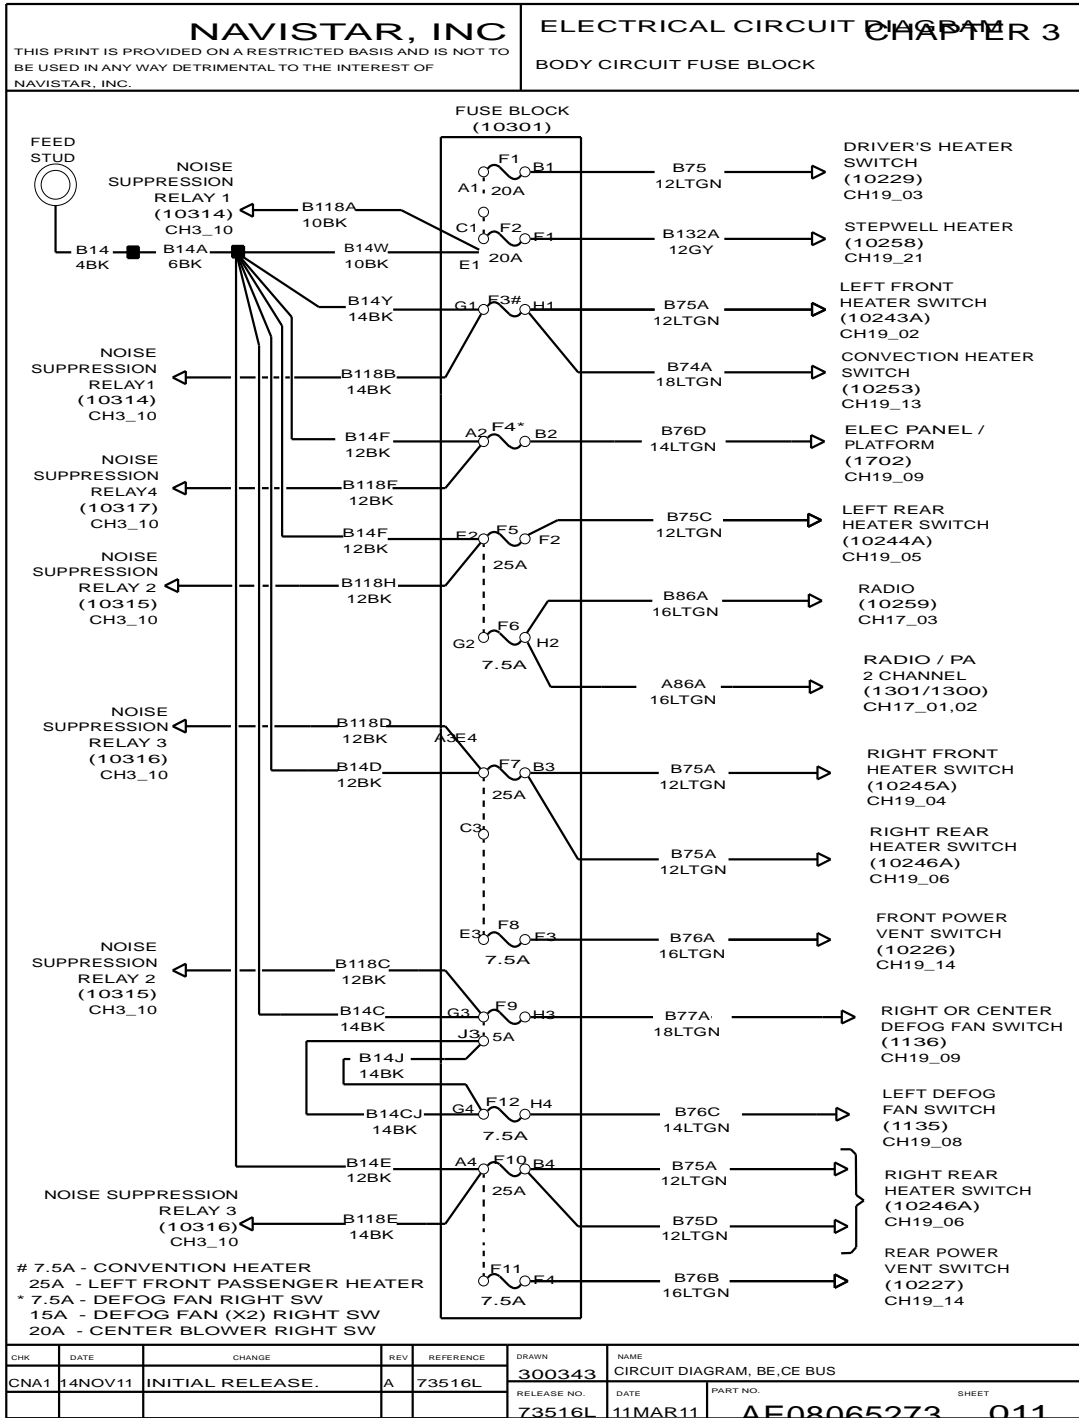 NAVISTAR, INC
THIS PRINT IS PROVIDED ON A RESTRICTED BASIS AND IS NOT TO
BE USED IN ANY WAY DETRIMENTAL TO THE INTEREST OF
NAVISTAR, INC.
ELECTRICAL CIRCUIT DIAGRAM
CHAPTER 3
BODY CIRCUIT FUSE BLOCK
FUSE BLOCK
(10301)
FEED
STUD
NOISE
SUPPRESSION
RELAY 1
(10314)
CH3_10
B118A
10BK
B14
4BK
B14A
6BK
B14W
10BK
A1
F1
B1
20A
B75
12LTGN
DRIVER'S HEATER
SWITCH
(10229)
CH19_03
C1
F2
F1
20A
E1
B132A
12GY
STEPWELL HEATER
(10258)
CH19_21
B14Y
14BK
G1
F3#
H1
B75A
12LTGN
LEFT FRONT
HEATER SWITCH
(10243A)
CH19_02
NOISE
SUPPRESSION
RELAY1
(10314)
CH3_10
B118B
14BK
B74A
18LTGN
CONVECTION HEATER
SWITCH
(10253)
CH19_13
B14F
12BK
A2
F4*
B2
B76D
14LTGN
ELEC PANEL /
PLATFORM
(1702)
CH19_09
NOISE
SUPPRESSION
RELAY4
(10317)
CH3_10
B118F
12BK
B14F
12BK
E2
F5
F2
25A
B75C
12LTGN
LEFT REAR
HEATER SWITCH
(10244A)
CH19_05
NOISE
SUPPRESSION
RELAY 2
(10315)
CH3_10
B118H
12BK
G2
F6
H2
7.5A
B86A
16LTGN
RADIO
(10259)
CH17_03
A86A
16LTGN
RADIO / PA
2 CHANNEL
(1301/1300)
CH17_01,02
NOISE
SUPPRESSION
RELAY 3
(10316)
CH3_10
B118D
12BK
A3E4
B14D
12BK
F7
B3
25A
B75A
12LTGN
RIGHT FRONT
HEATER SWITCH
(10245A)
CH19_04
C3
B75A
12LTGN
RIGHT REAR
HEATER SWITCH
(10246A)
CH19_06
E3
F8
F3
7.5A
B76A
16LTGN
FRONT POWER
VENT SWITCH
(10226)
CH19_14
NOISE
SUPPRESSION
RELAY 2
(10315)
CH3_10
B118C
12BK
B14C
14BK
G3
F9
H3
J3
5A
B77A
18LTGN
RIGHT OR CENTER
DEFOG FAN SWITCH
(1136)
CH19_09
B14J
14BK
B14CJ
14BK
G4
F12
H4
7.5A
B76C
14LTGN
LEFT DEFOG
FAN SWITCH
(1135)
CH19_08
B14E
12BK
A4
F10
B4
25A
B75A
12LTGN
B75D
12LTGN
RIGHT REAR
HEATER SWITCH
(10246A)
CH19_06
NOISE SUPPRESSION
RELAY 3
(10316)
CH3_10
B118E
14BK
F11
F4
7.5A
B76B
16LTGN
REAR POWER
VENT SWITCH
(10227)
CH19_14
# 7.5A - CONVENTION HEATER
25A - LEFT FRONT PASSENGER HEATER
* 7.5A - DEFOG FAN RIGHT SW
15A - DEFOG FAN (X2) RIGHT SW
20A - CENTER BLOWER RIGHT SW
CHK DATE CHANGE REV REFERENCE
CNA1 14NOV11 INITIAL RELEASE. A 73516L
DRAWN
300343
NAME
CIRCUIT DIAGRAM, BE,CE BUS
RELEASE NO.
73516L
DATE
11MAR11
PART NO.
AE08065273
SHEET
011